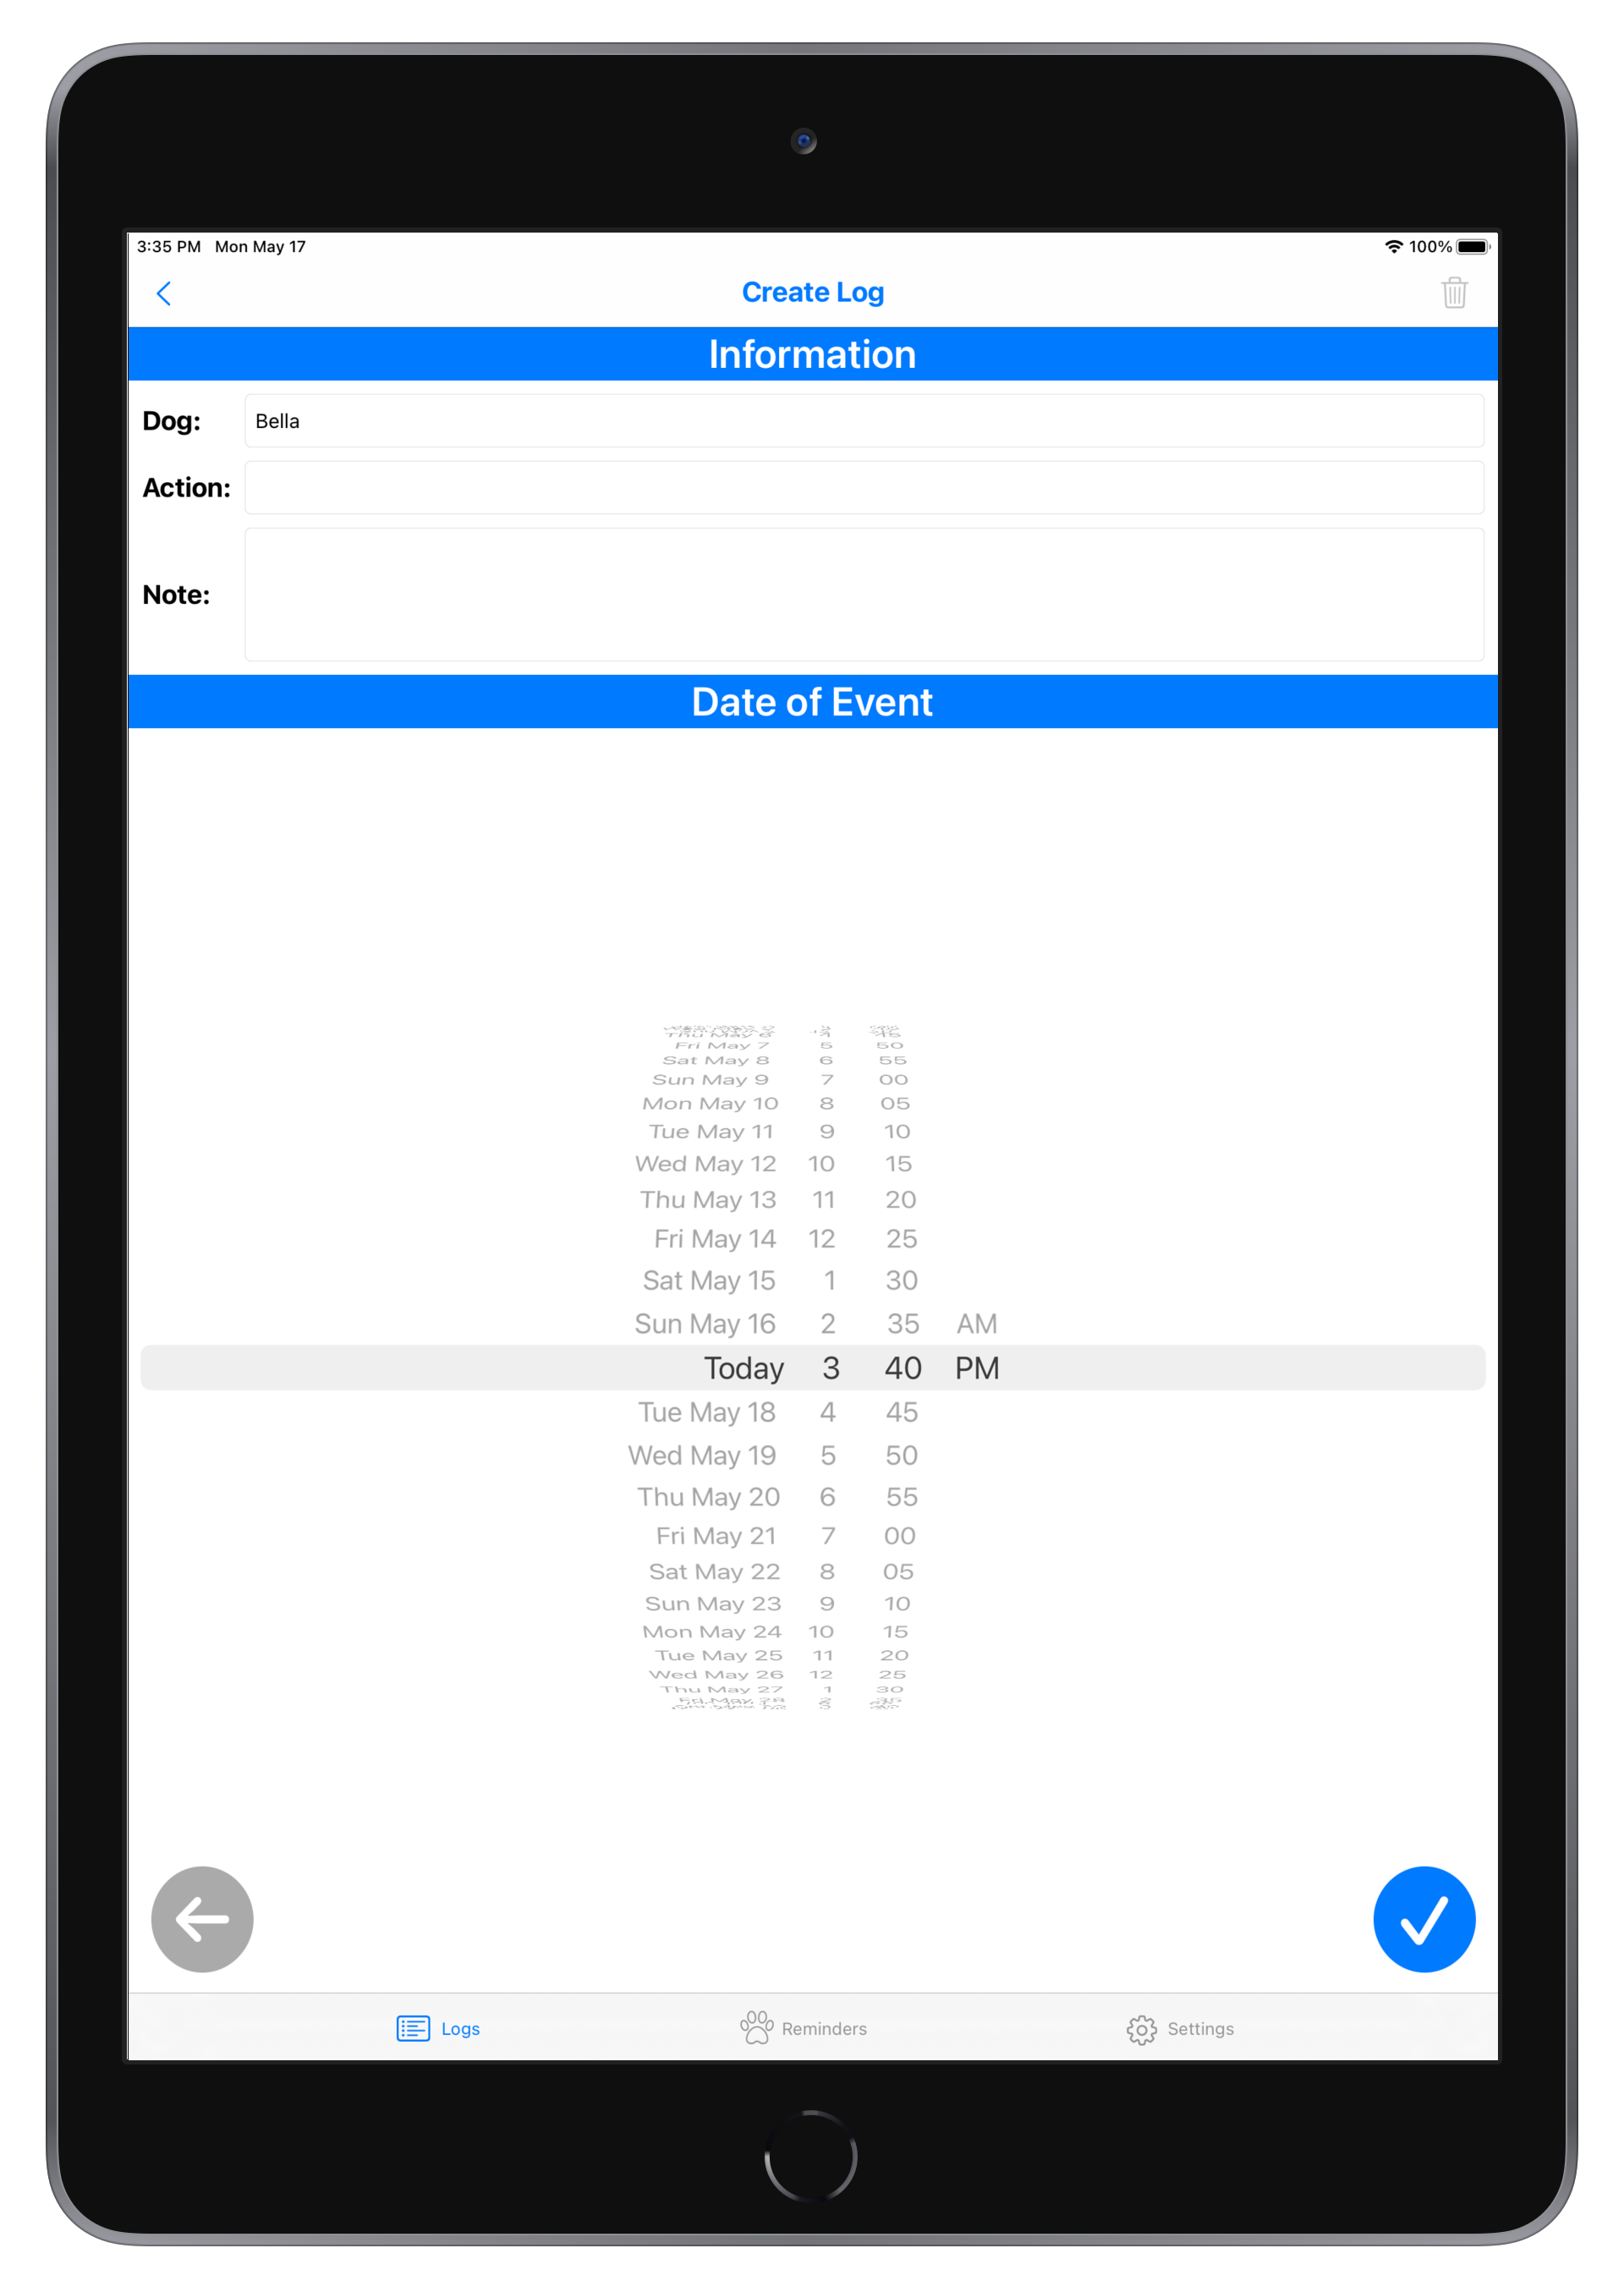 3:35 PM Mon May 17 100%
Create Log
Information
Dog: Bella
Action:
Note:
Date of Event
Thu May 6 4 45
Fri May 7 5 50
Sat May 8 6 55
Sun May 9 7 00
Mon May 10 8 05
Tue May 11 9 10
Wed May 12 10 15
Thu May 13 11 20
Fri May 14 12 25
Sat May 15 1 30
Sun May 16 2 35 AM
Today 3 40 PM
Tue May 18 4 45
Wed May 19 5 50
Thu May 20 6 55
Fri May 21 7 00
Sat May 22 8 05
Sun May 23 9 10
Mon May 24 10 15
Tue May 25 11 20
Wed May 26 12 25
Thu May 27 1 30
Fri May 28 2 35
Logs Reminders Settings